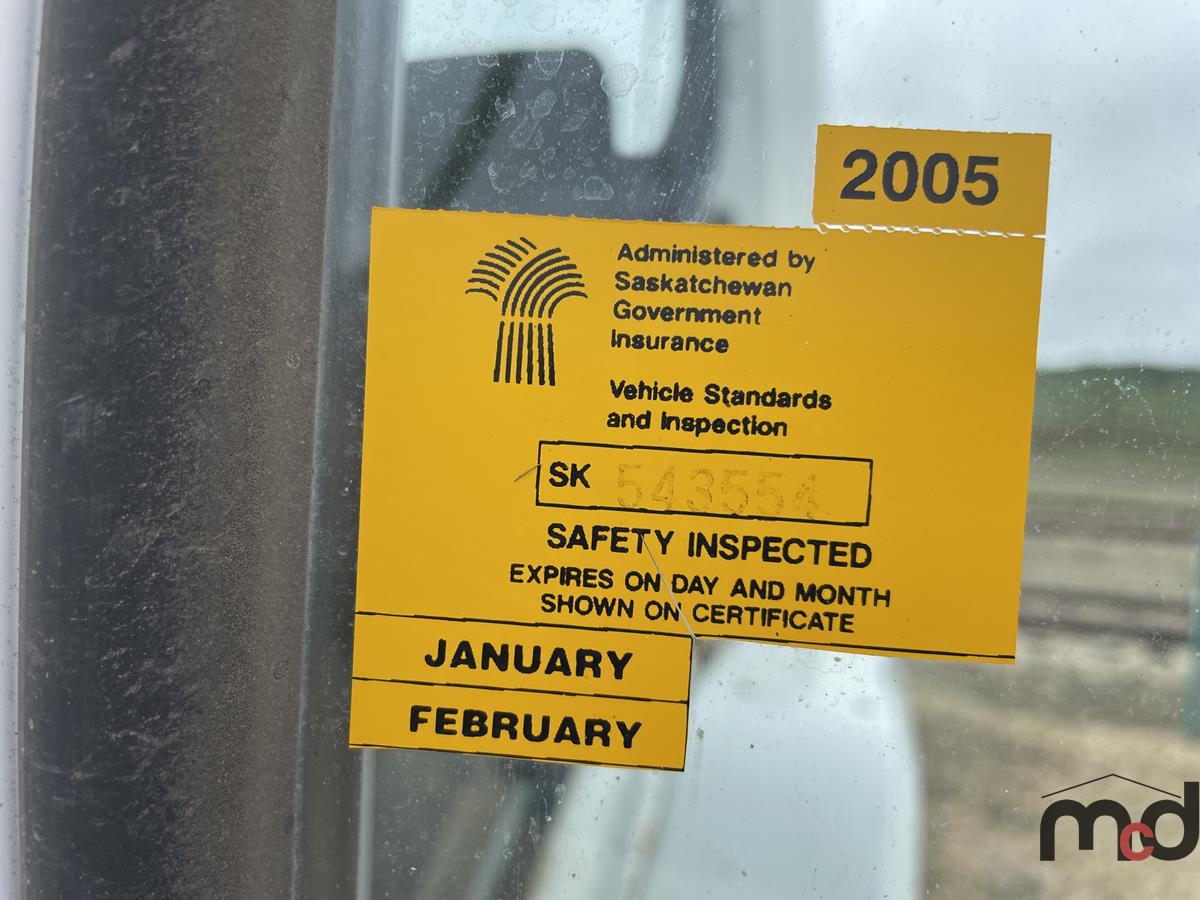 2005
Administered by
Saskatchewan
Government
Insurance
Vehicle Standards
and Inspection
SK 543554
SAFETY INSPECTED
EXPIRES ON DAY AND MONTH
SHOWN ON CERTIFICATE
JANUARY
FEBRUARY
mcd